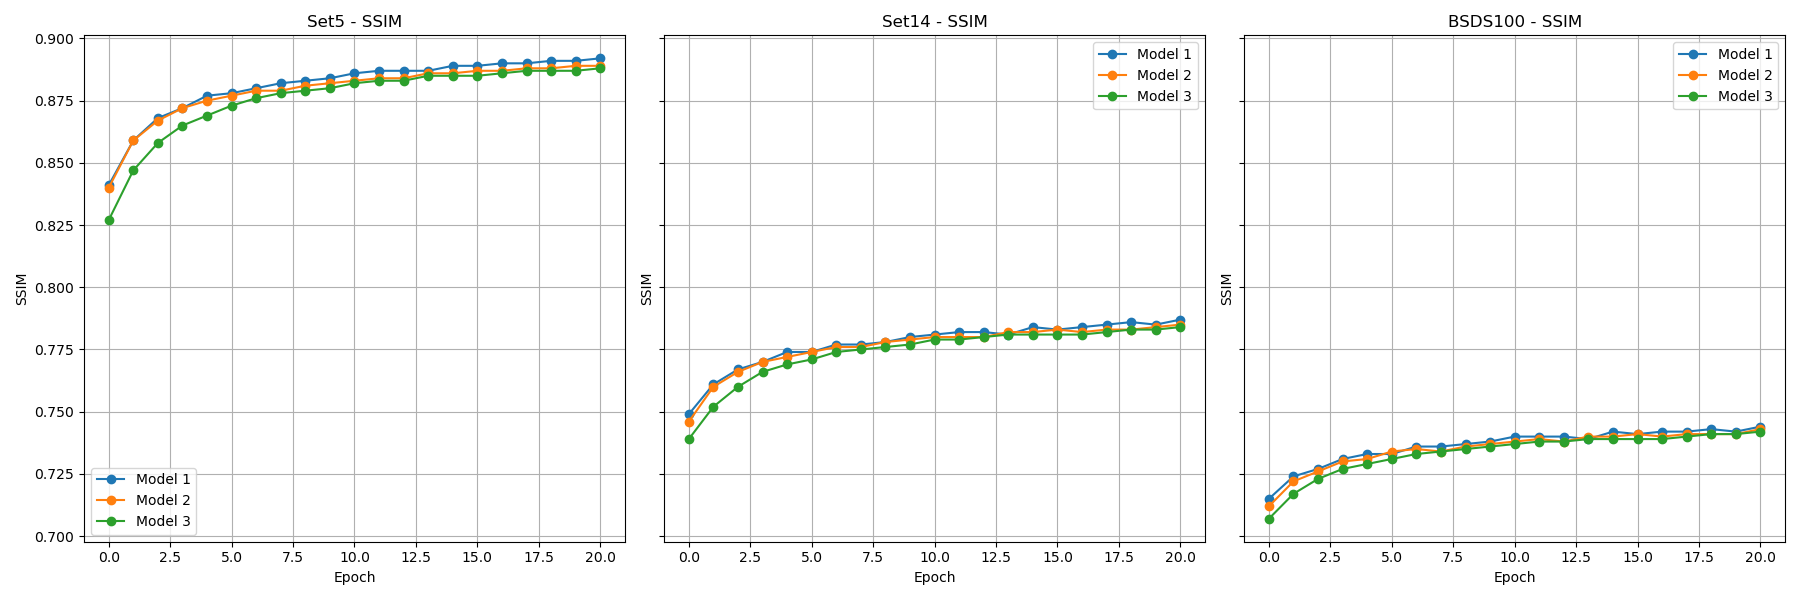 Set5 - SSIM
SSIM
0.900
0.875
0.850
0.825
0.800
0.775
0.750
0.725
0.700
Model 1
Model 2
Model 3
0.0 2.5 5.0 7.5 10.0 12.5 15.0 17.5 20.0
Epoch
Set14 - SSIM
SSIM
Model 1
Model 2
Model 3
0.0 2.5 5.0 7.5 10.0 12.5 15.0 17.5 20.0
Epoch
BSDS100 - SSIM
SSIM
Model 1
Model 2
Model 3
0.0 2.5 5.0 7.5 10.0 12.5 15.0 17.5 20.0
Epoch